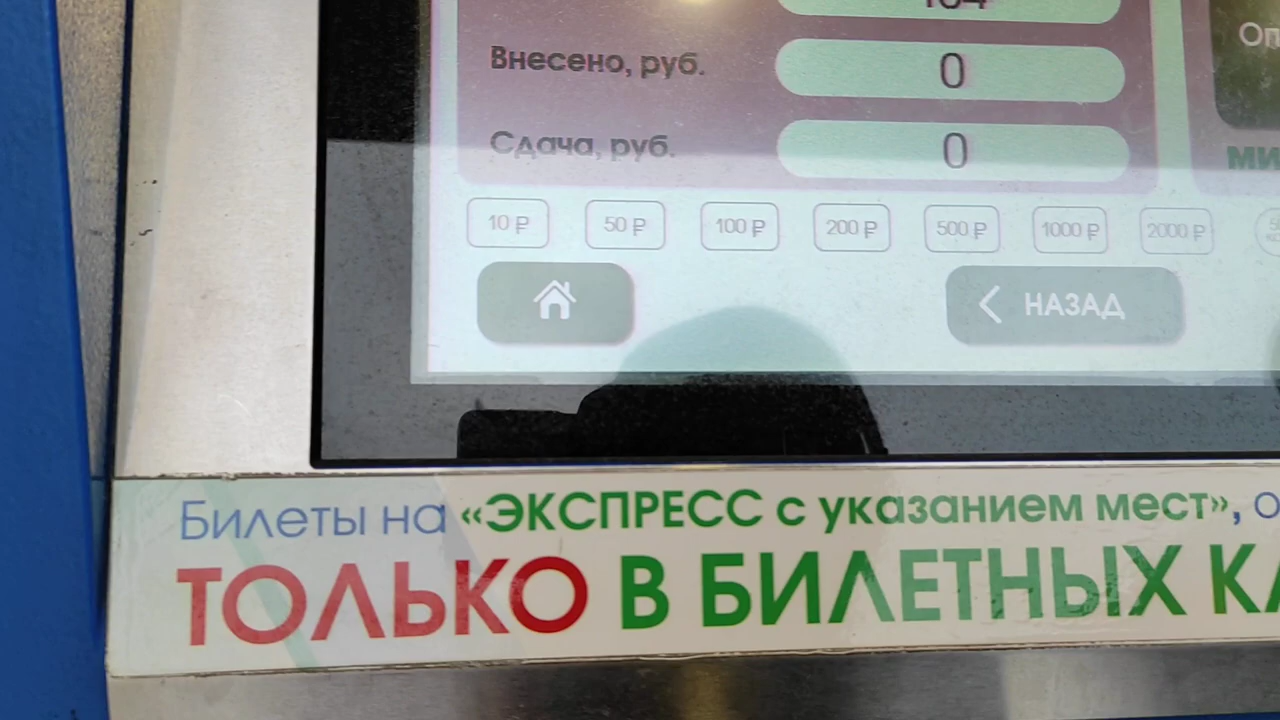 Внесено, руб. 0
Сдача, руб. 0
10 ₽ 50 ₽ 100 ₽ 200 ₽ 500 ₽ 1000 ₽ 2000 ₽
НАЗАД
Билеты на «ЭКСПРЕСС с указанием мест»,
ТОЛЬКО В БИЛЕТНЫХ